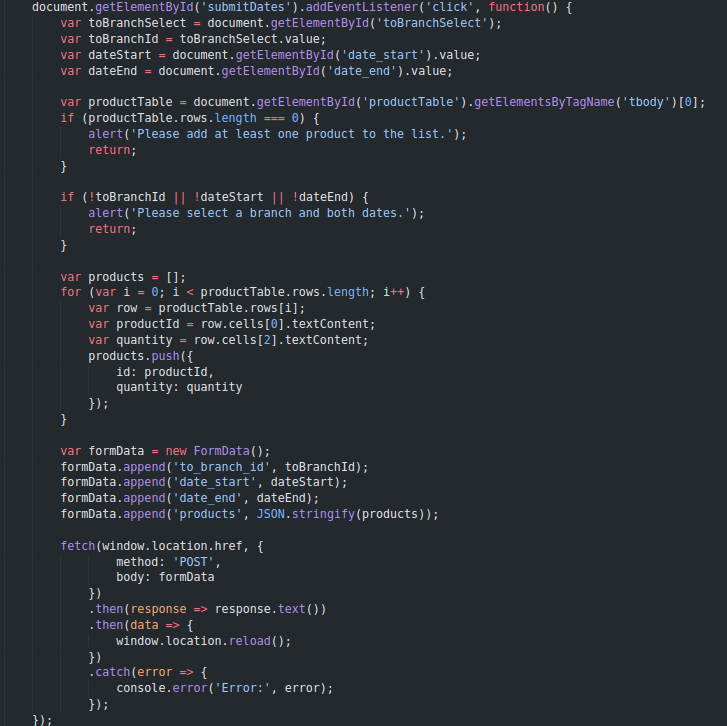 document.getElementById('submitDates').addEventListener('click', function() {
    var toBranchSelect = document.getElementById('toBranchSelect');
    var toBranchId = toBranchSelect.value;
    var dateStart = document.getElementById('date_start').value;
    var dateEnd = document.getElementById('date_end').value;

    var productTable = document.getElementById('productTable').getElementsByTagName('tbody')[0];
    if (productTable.rows.length === 0) {
        alert('Please add at least one product to the list.');
        return;
    }

    if (!toBranchId || !dateStart || !dateEnd) {
        alert('Please select a branch and both dates.');
        return;
    }

    var products = [];
    for (var i = 0; i < productTable.rows.length; i++) {
        var row = productTable.rows[i];
        var productId = row.cells[0].textContent;
        var quantity = row.cells[2].textContent;
        products.push({
            id: productId,
            quantity: quantity
        });
    }

    var formData = new FormData();
    formData.append('to_branch_id', toBranchId);
    formData.append('date_start', dateStart);
    formData.append('date_end', dateEnd);
    formData.append('products', JSON.stringify(products));

    fetch(window.location.href, {
            method: 'POST',
            body: formData
        })
        .then(response => response.text())
        .then(data => {
            window.location.reload();
        })
        .catch(error => {
            console.error('Error:', error);
        });
});